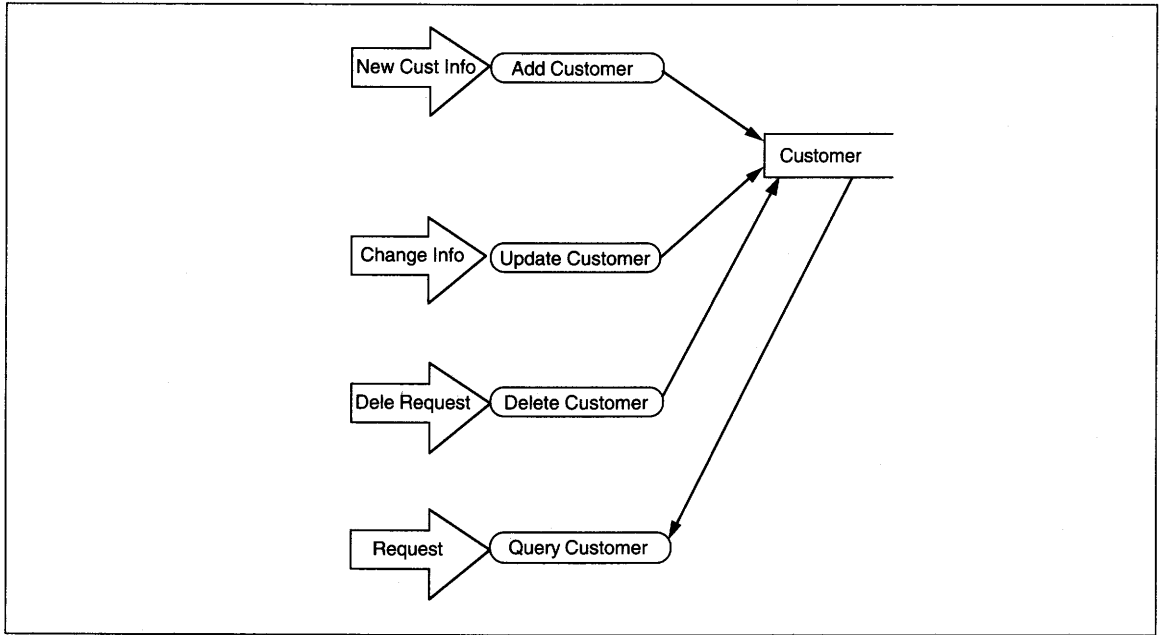 New Cust Info
Add Customer
Customer
Change Info
Update Customer
Dele Request
Delete Customer
Request
Query Customer